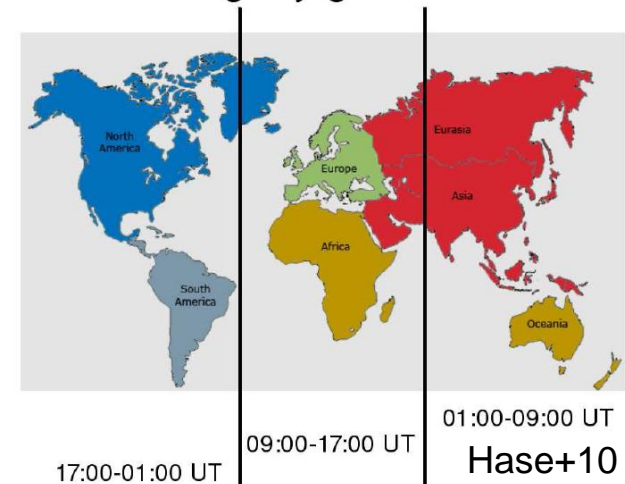 North
America
Eurasia
Europe
Asia
Africa
South
America
Oceania
01:00-09:00 UT
09:00-17:00 UT
Hase+10
17:00-01:00 UT